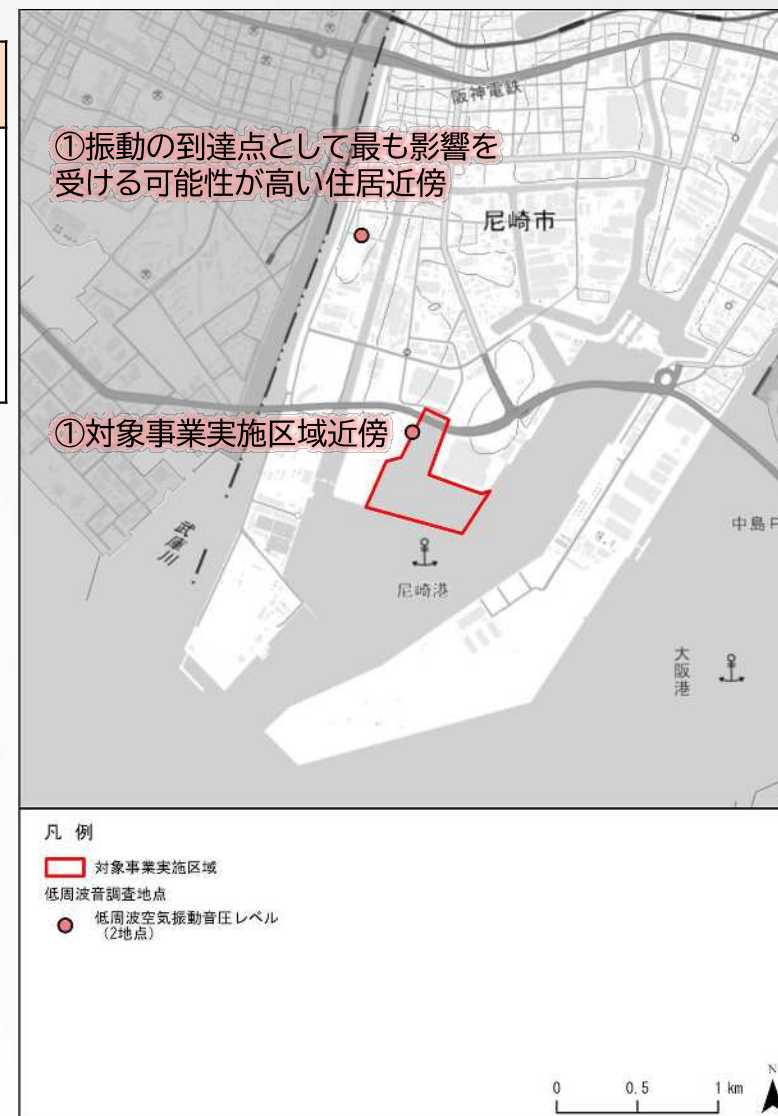 ①振動の到達点として最も影響を
受ける可能性が高い住居近傍
阪神電鉄
尼崎市
①対象事業実施区域近傍
武庫川
中島P
尼崎港
大阪港
凡 例
対象事業実施区域
低周波音調査地点
低周波空気振動音圧レベル
(2地点)
N
0 0.5 1 km